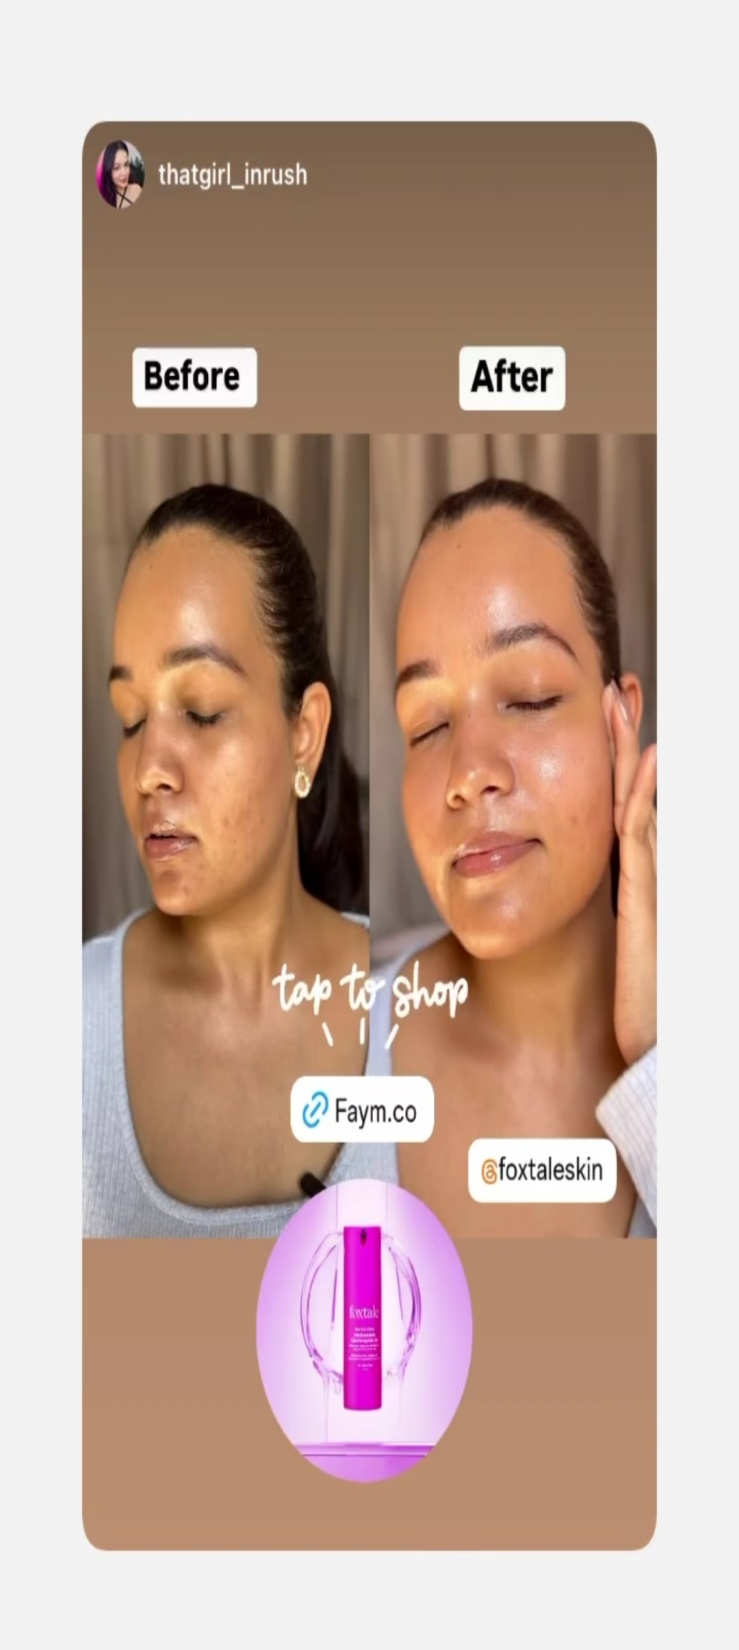 thatgirl_inrush
Before
After
tap to shop
Faym.co
@foxtaleskin
foxtale